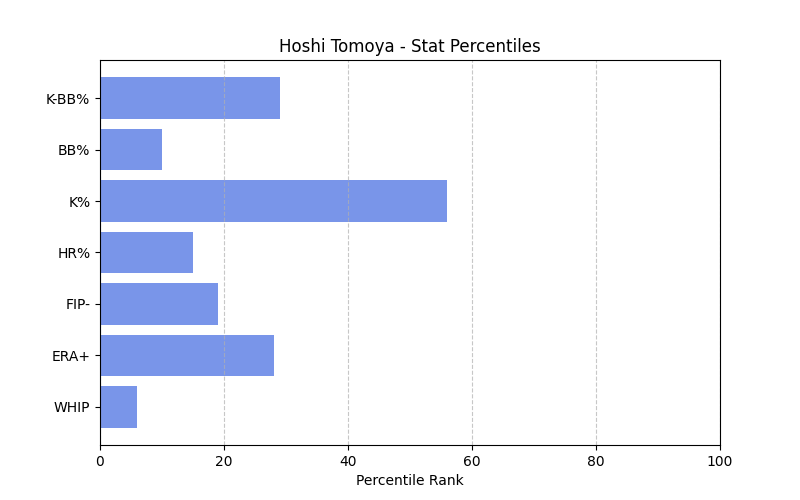 Hoshi Tomoya - Stat Percentiles
K-BB%
BB%
K%
HR%
FIP-
ERA+
WHIP
0 20 40 60 80 100
Percentile Rank